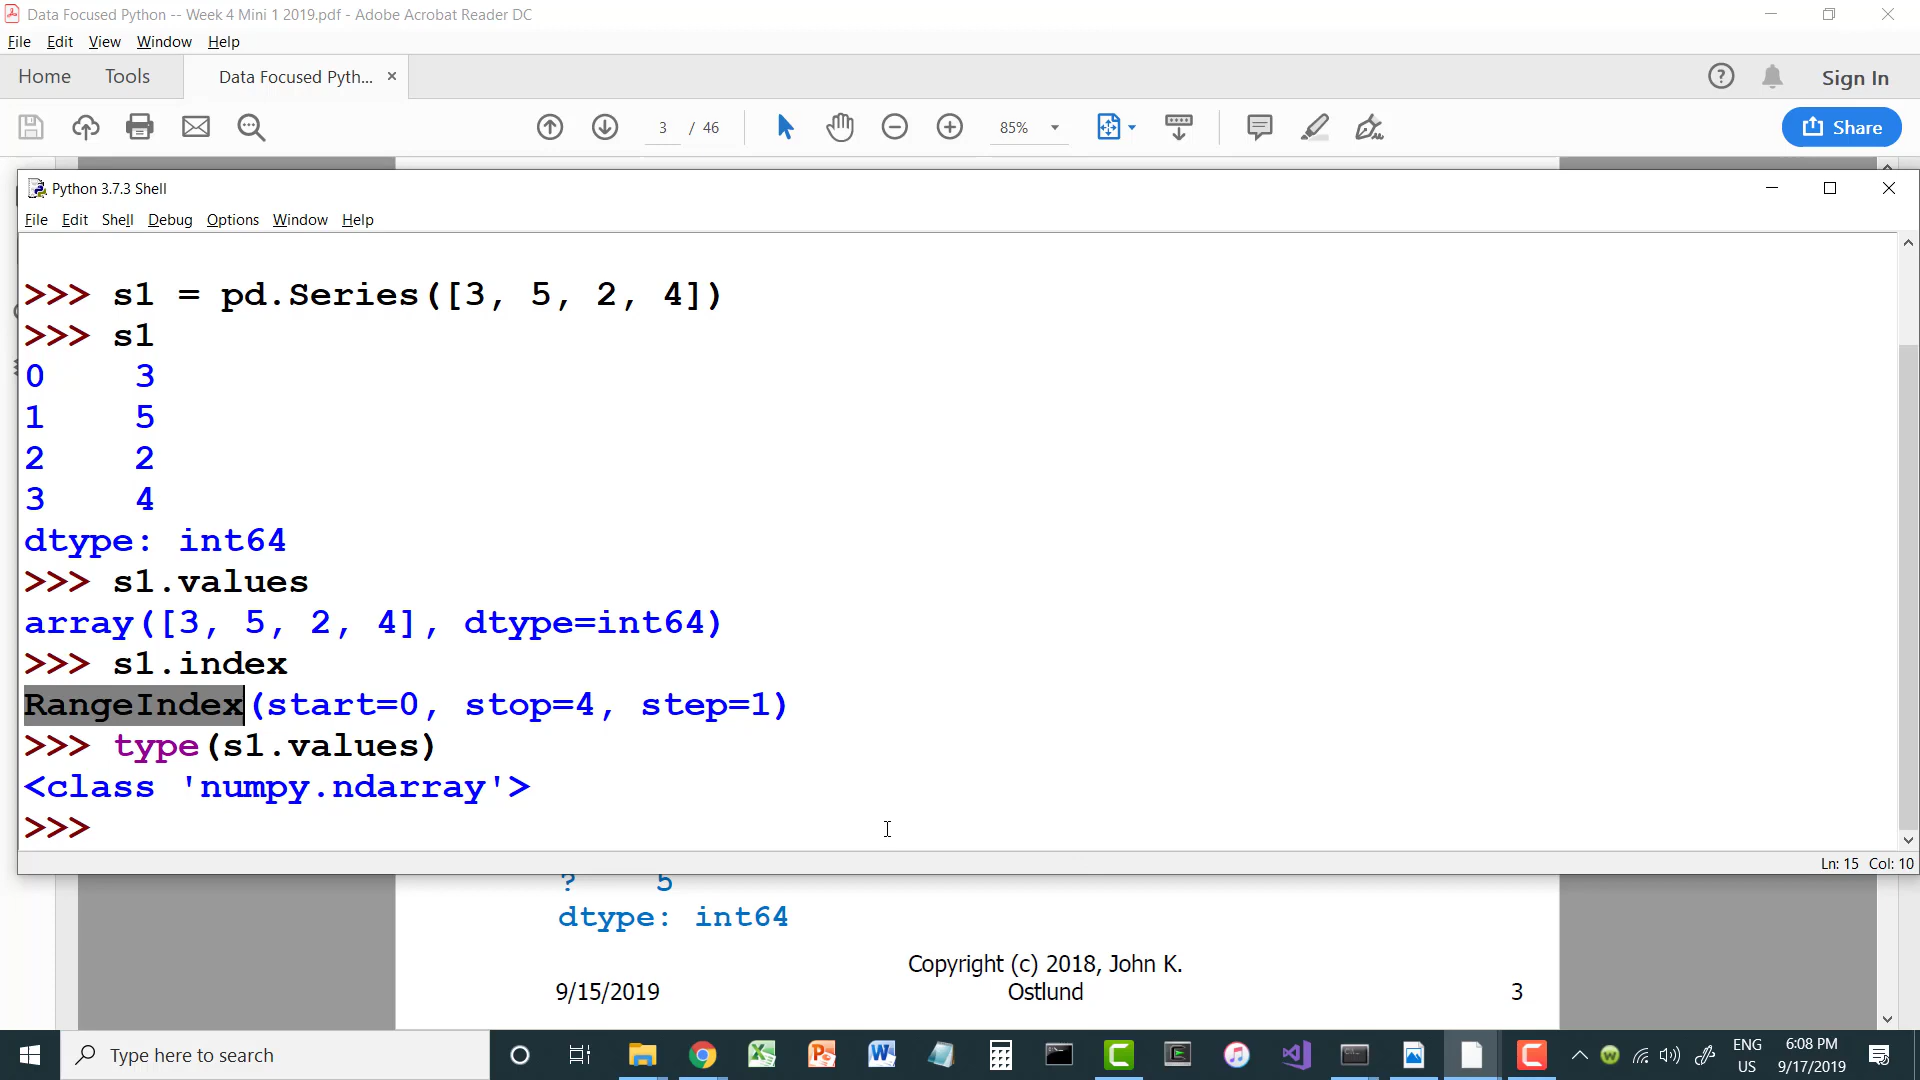 Data Focused Python -- Week 4 Mini 1 2019.pdf - Adobe Acrobat Reader DC
File Edit View Window Help
Home Tools Data Focused Pyth... × Sign In
3 / 46 85% Share
Python 3.7.3 Shell
File Edit Shell Debug Options Window Help
>>> s1 = pd.Series([3, 5, 2, 4])
>>> s1
0 3
1 5
2 2
3 4
dtype: int64
>>> s1.values
array([3, 5, 2, 4], dtype=int64)
>>> s1.index
RangeIndex(start=0, stop=4, step=1)
>>> type(s1.values)
<class 'numpy.ndarray'>
>>>
Ln: 15 Col: 10
? 5
dtype: int64
Copyright (c) 2018, John K.
Ostlund
9/15/2019
3
Type here to search
ENG
US
6:08 PM
9/17/2019